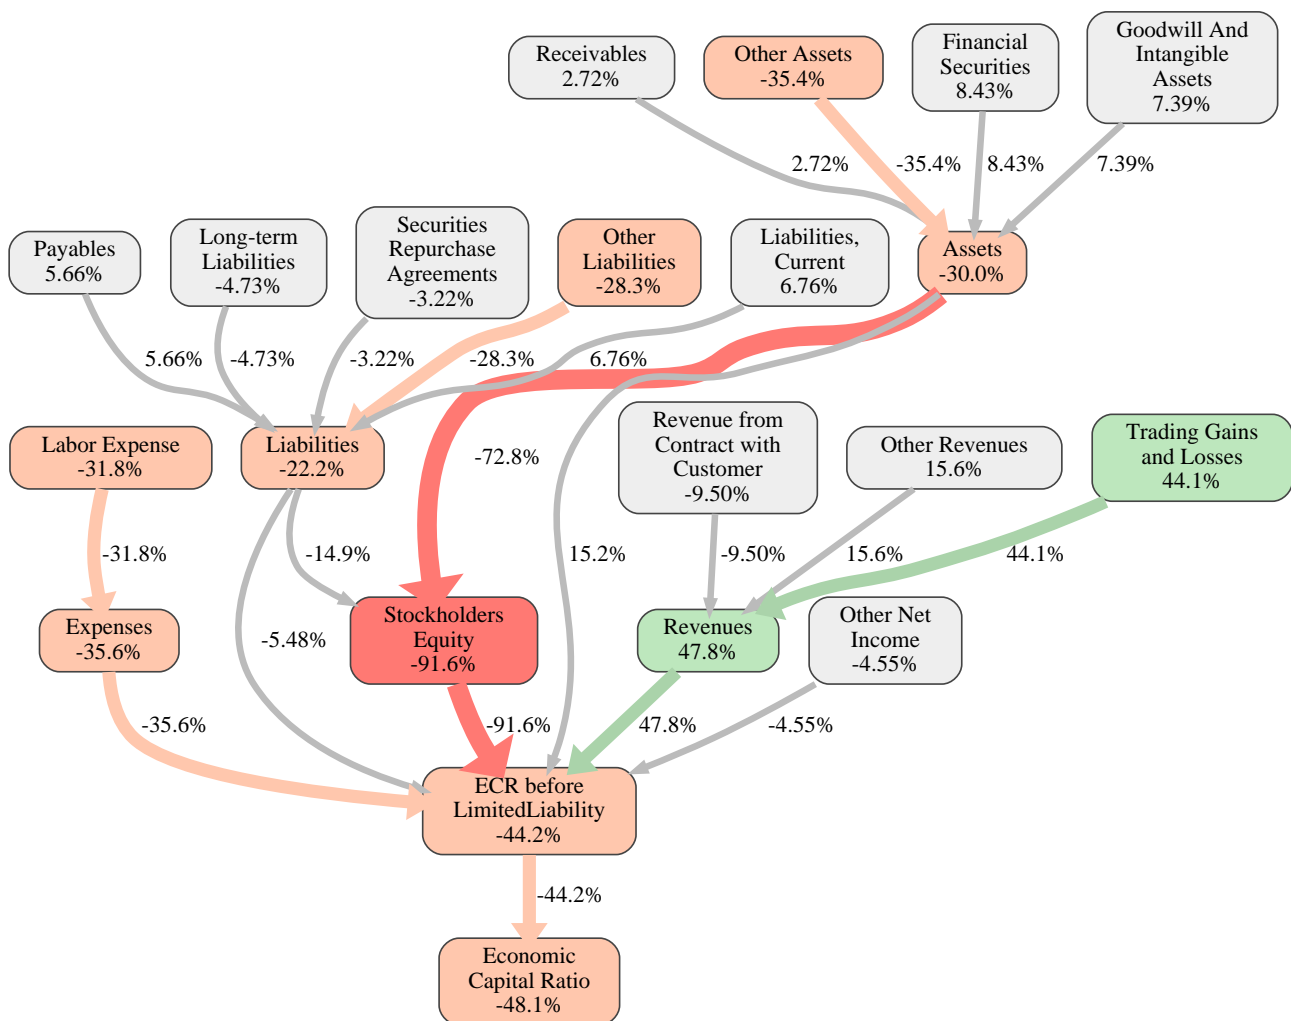 Receivables
2.72%
Other Assets
-35.4%
Financial
Securities
8.43%
Goodwill And
Intangible
Assets
7.39%
2.72%
-35.4%
8.43%
7.39%
Payables
5.66%
Long-term
Liabilities
-4.73%
Securities
Repurchase
Agreements
-3.22%
Other
Liabilities
-28.3%
Liabilities,
Current
6.76%
Assets
-30.0%
5.66%
-4.73%
-3.22%
-28.3%
6.76%
Labor Expense
-31.8%
Liabilities
-22.2%
-72.8%
Revenue from
Contract with
Customer
-9.50%
Other Revenues
15.6%
Trading Gains
and Losses
44.1%
-31.8%
-14.9%
15.2%
-9.50%
15.6%
44.1%
Expenses
-35.6%
-5.48%
Stockholders
Equity
-91.6%
Revenues
47.8%
Other Net
Income
-4.55%
-35.6%
-91.6%
47.8%
-4.55%
ECR before
LimitedLiability
-44.2%
-44.2%
Economic
Capital Ratio
-48.1%